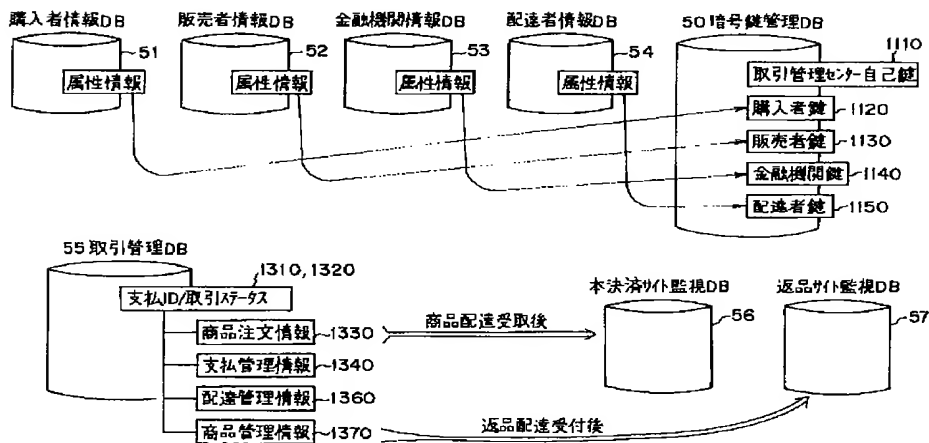 購入者情報DB
販売者情報DB
金融機関情報DB
配達者情報DB
50 暗号鍵管理DB
51
52
53
54
1110
属性情報
属性情報
属性情報
属性情報
取引管理センター自己鍵
購入者鍵
1120
販売者鍵
1130
金融機関鍵
1140
配達者鍵
1150
55 取引管理DB
1310,1320
支払ID/取引ステータス
本決済サイト監視DB
返品サイト監視DB
56
57
商品注文情報
1330
商品配達受取後
支払管理情報
1340
配達管理情報
1360
商品管理情報
1370
返品配達受付後